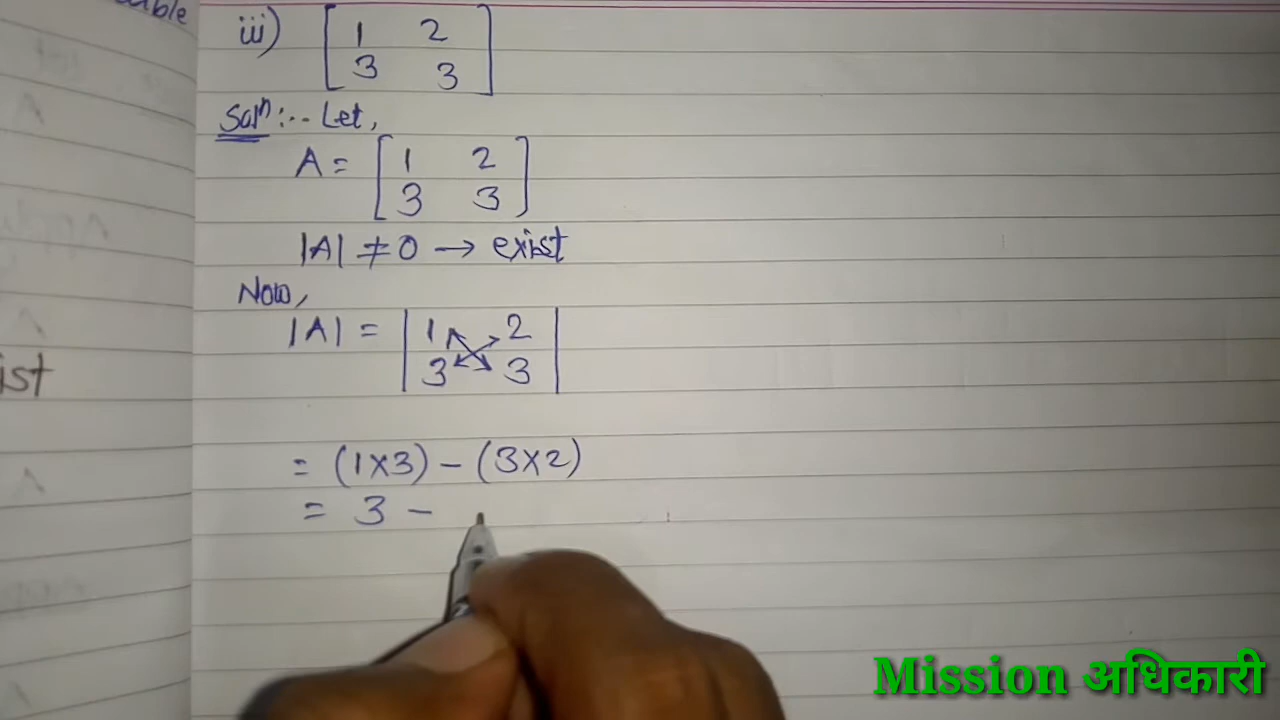 ible
iii) [ 1 2
3 3 ]
Solⁿ :-- Let,
A = [ 1 2
3 3 ]
|A| ≠ 0 → exist
Now,
|A| = | 1 2
3 3 |
ist
= (1×3) − (3×2)
= 3 −
Mission अधिकारी